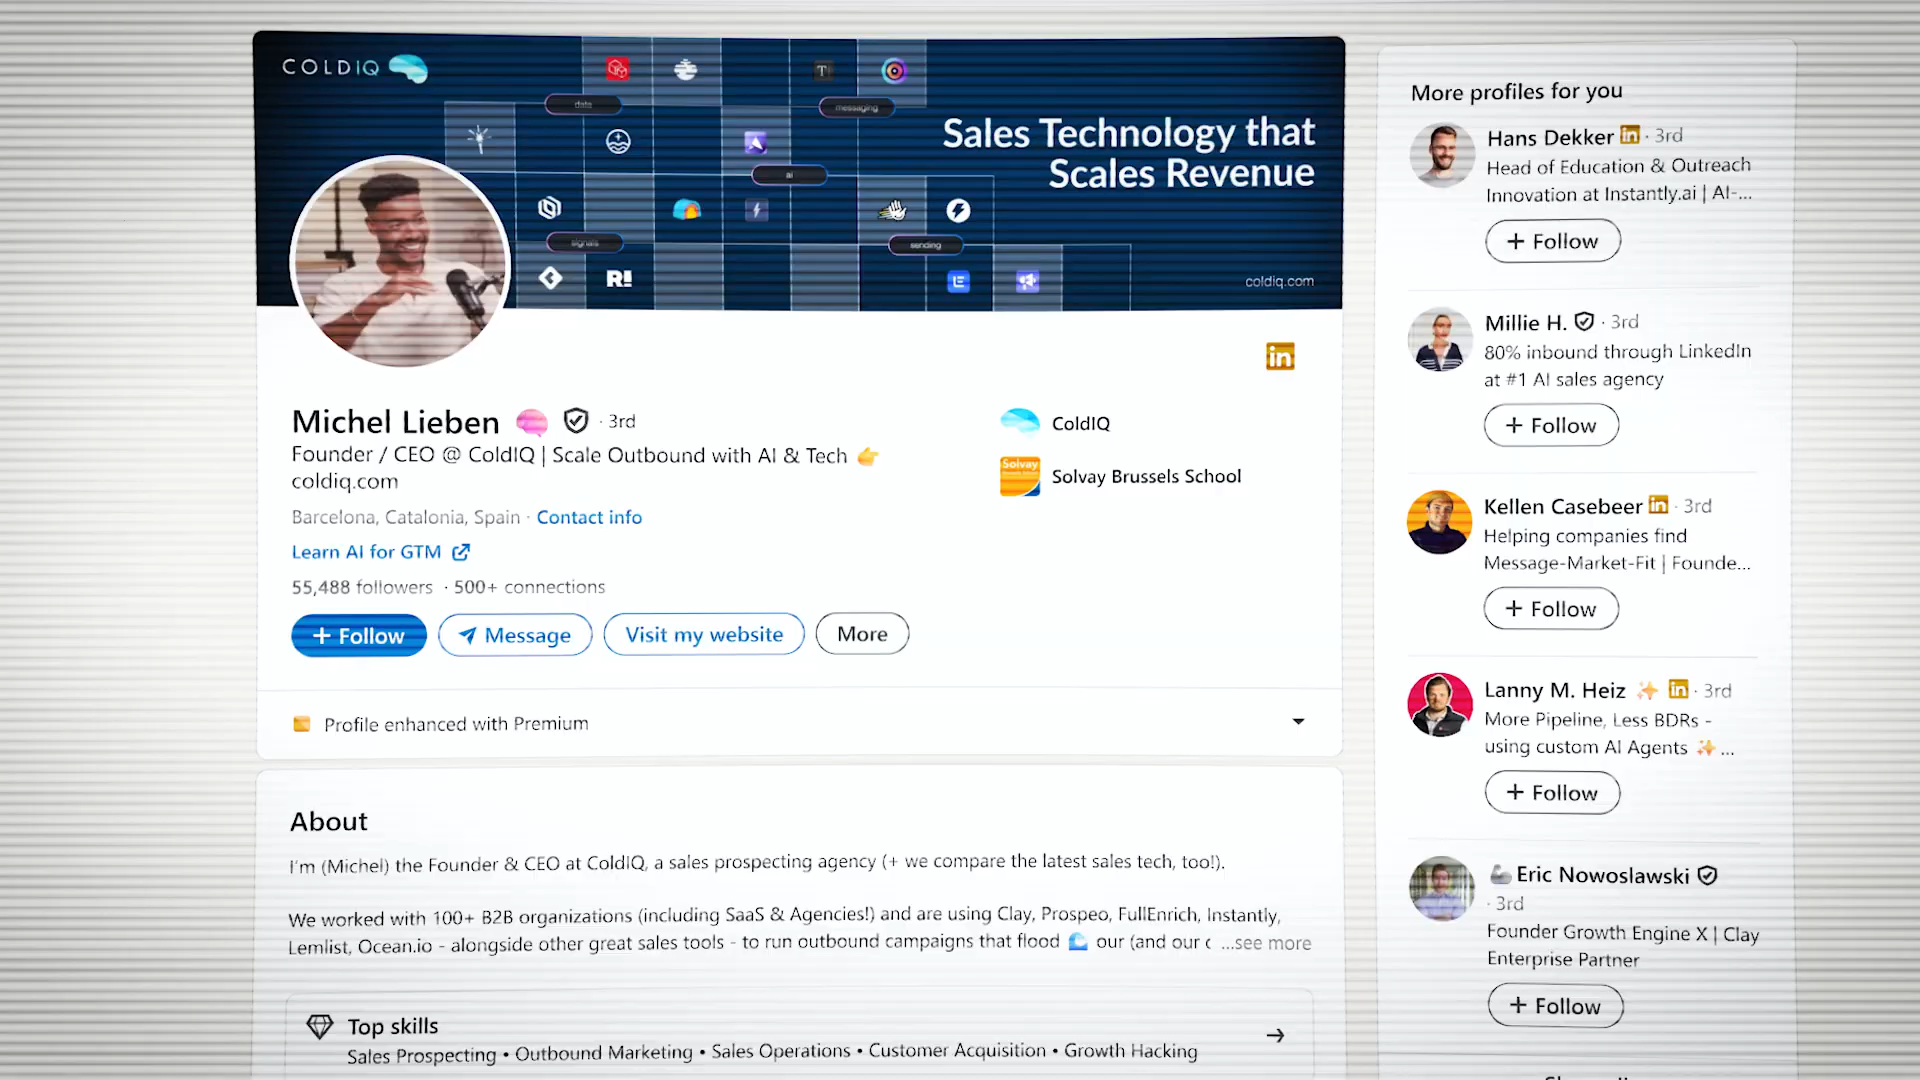 COLDIQ
data
messaging
T
Sales Technology that
Scales Revenue
ai
signals
sending
R!
coldiq.com
Michel Lieben · 3rd
Founder / CEO @ ColdIQ | Scale Outbound with AI & Tech
coldiq.com
Barcelona, Catalonia, Spain · Contact info
Learn AI for GTM
55,488 followers · 500+ connections
+ Follow
Message
Visit my website
More
in
ColdIQ
Solvay
Solvay Brussels School
Profile enhanced with Premium
About
I'm (Michel) the Founder & CEO at ColdIQ, a sales prospecting agency (+ we compare the latest sales tech, too!).
We worked with 100+ B2B organizations (including SaaS & Agencies!) and are using Clay, Prospeo, FullEnrich, Instantly,
Lemlist, Ocean.io - alongside other great sales tools - to run outbound campaigns that flood 🌊 our (and our c ...see more
Top skills
Sales Prospecting • Outbound Marketing • Sales Operations • Customer Acquisition • Growth Hacking
More profiles for you
Hans Dekker in · 3rd
Head of Education & Outreach
Innovation at Instantly.ai | AI-...
+ Follow
Millie H. · 3rd
80% inbound through LinkedIn
at #1 AI sales agency
+ Follow
Kellen Casebeer in · 3rd
Helping companies find
Message-Market-Fit | Founde...
+ Follow
Lanny M. Heiz ✨ in · 3rd
More Pipeline, Less BDRs -
using custom AI Agents ✨ ...
+ Follow
Eric Nowoslawski
· 3rd
Founder Growth Engine X | Clay
Enterprise Partner
+ Follow